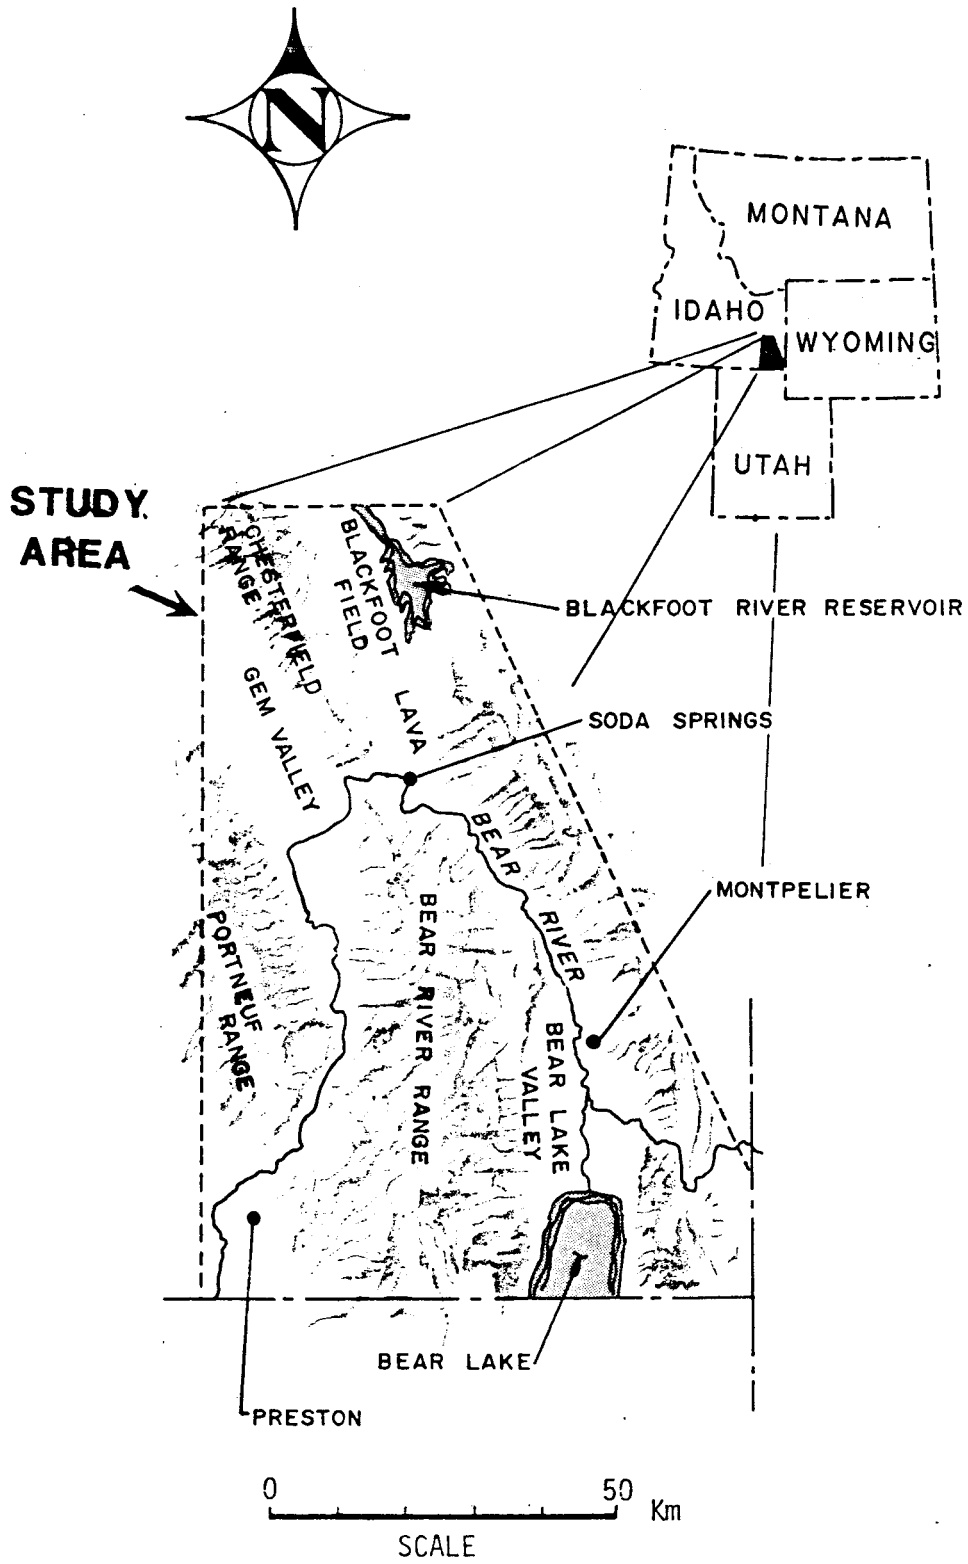 N
MONTANA
IDAHO
WYOMING
UTAH
STUDY
AREA
CHESTERFIELD
RANGE
BLACKFOOT
FIELD
LAVA
BLACKFOOT RIVER RESERVOIR
GEM VALLEY
SODA SPRINGS
BEAR RIVER
MONTPELIER
PORTNEUF
RANGE
BEAR RIVER RANGE
BEAR LAKE
VALLEY
BEAR LAKE
PRESTON
0 50 Km
SCALE